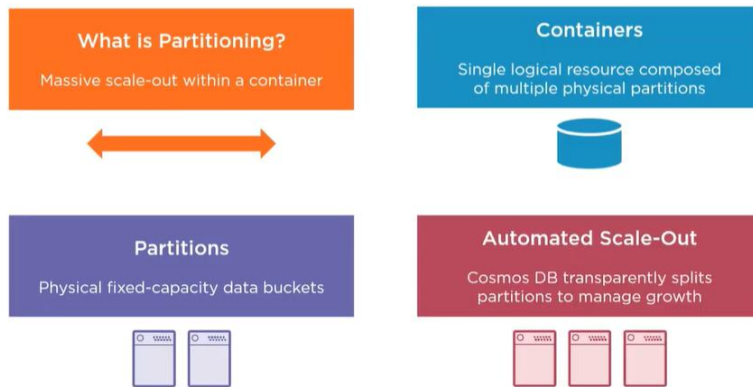 What is Partitioning?
Massive scale-out within a container
Containers
Single logical resource composed
of multiple physical partitions
Partitions
Physical fixed-capacity data buckets
Automated Scale-Out
Cosmos DB transparently splits
partitions to manage growth